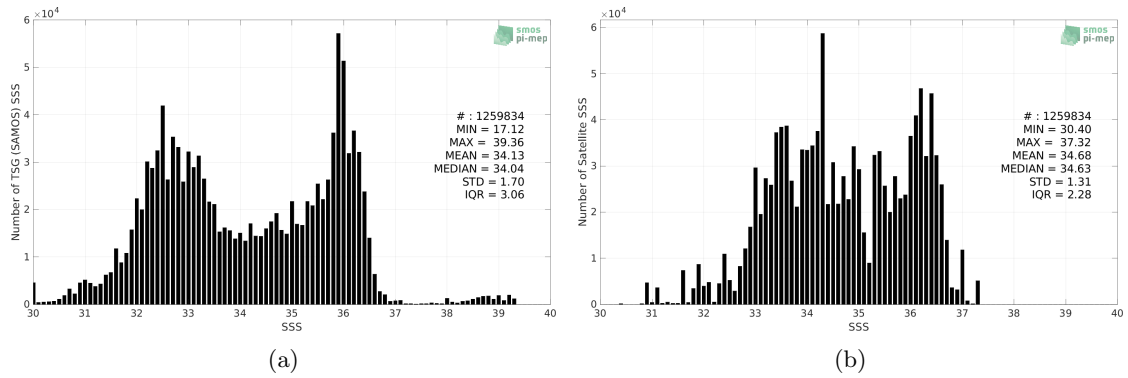 ×10⁴
6
5
4
3
2
1
0
Number of TSG (SAMOS) SSS
30 31 32 33 34 35 36 37 38 39 40
SSS
smos
pi-mep
# : 1259834
MIN = 17.12
MAX = 39.36
MEAN = 34.13
MEDIAN = 34.04
STD = 1.70
IQR = 3.06
(a)
×10⁴
6
5
4
3
2
1
0
Number of Satellite SSS
30 31 32 33 34 35 36 37 38 39 40
SSS
smos
pi-mep
# : 1259834
MIN = 30.40
MAX = 37.32
MEAN = 34.68
MEDIAN = 34.63
STD = 1.31
IQR = 2.28
(b)